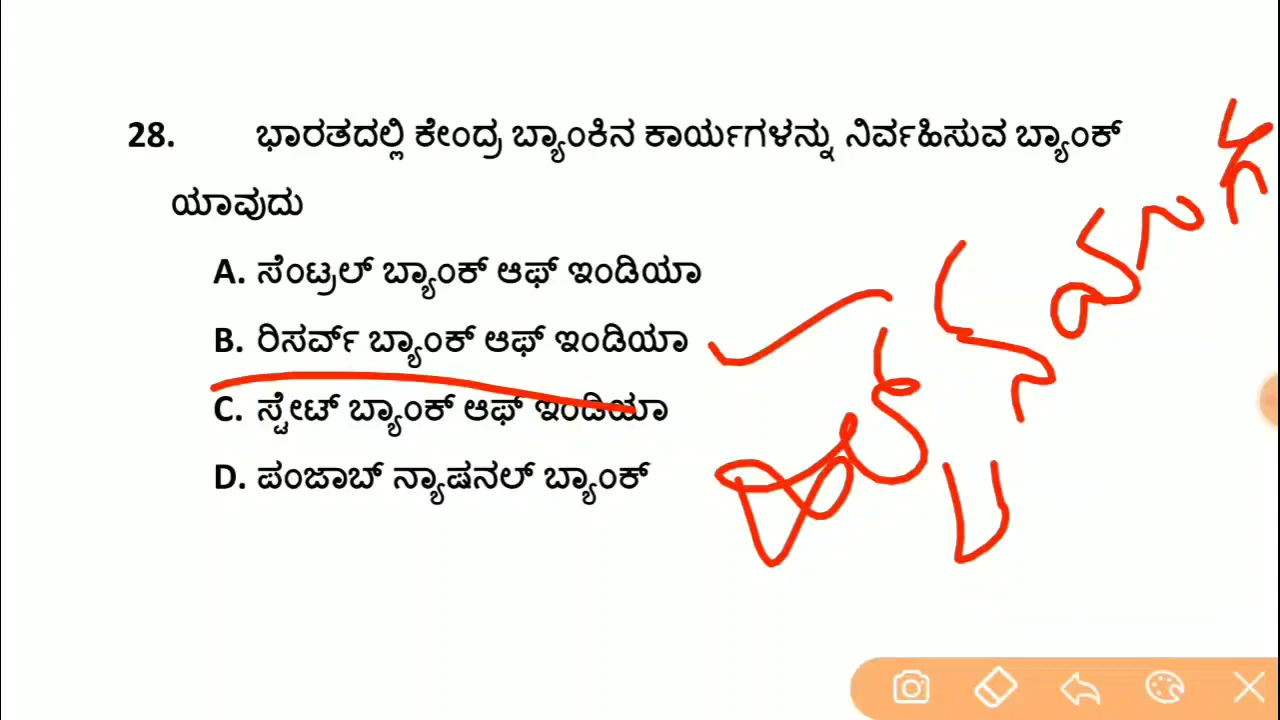 28. ಭಾರತದಲ್ಲಿ ಕೇಂದ್ರ ಬ್ಯಾಂಕಿನ ಕಾರ್ಯಗಳನ್ನು ನಿರ್ವಹಿಸುವ ಬ್ಯಾಂಕ್
ಯಾವುದು
A. ಸೆಂಟ್ರಲ್ ಬ್ಯಾಂಕ್ ಆಫ್ ಇಂಡಿಯಾ
B. ರಿಸರ್ವ್ ಬ್ಯಾಂಕ್ ಆಫ್ ಇಂಡಿಯಾ
C. ಸ್ಟೇಟ್ ಬ್ಯಾಂಕ್ ಆಫ್ ಇಂಡಿಯಾ
D. ಪಂಜಾಬ್ ನ್ಯಾಷನಲ್ ಬ್ಯಾಂಕ್